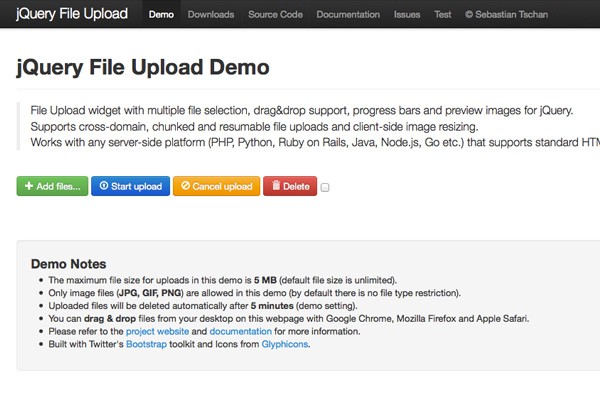 jQuery File Upload Demo Downloads Source Code Documentation Issues Test © Sebastian Tschan
jQuery File Upload Demo
File Upload widget with multiple file selection, drag&drop support, progress bars and preview images for jQuery.
Supports cross-domain, chunked and resumable file uploads and client-side image resizing.
Works with any server-side platform (PHP, Python, Ruby on Rails, Java, Node.js, Go etc.) that supports standard HTM
Add files... Start upload Cancel upload Delete
Demo Notes
• The maximum file size for uploads in this demo is 5 MB (default file size is unlimited).
• Only image files (JPG, GIF, PNG) are allowed in this demo (by default there is no file type restriction).
• Uploaded files will be deleted automatically after 5 minutes (demo setting).
• You can drag & drop files from your desktop on this webpage with Google Chrome, Mozilla Firefox and Apple Safari.
• Please refer to the project website and documentation for more information.
• Built with Twitter's Bootstrap toolkit and Icons from Glyphicons.